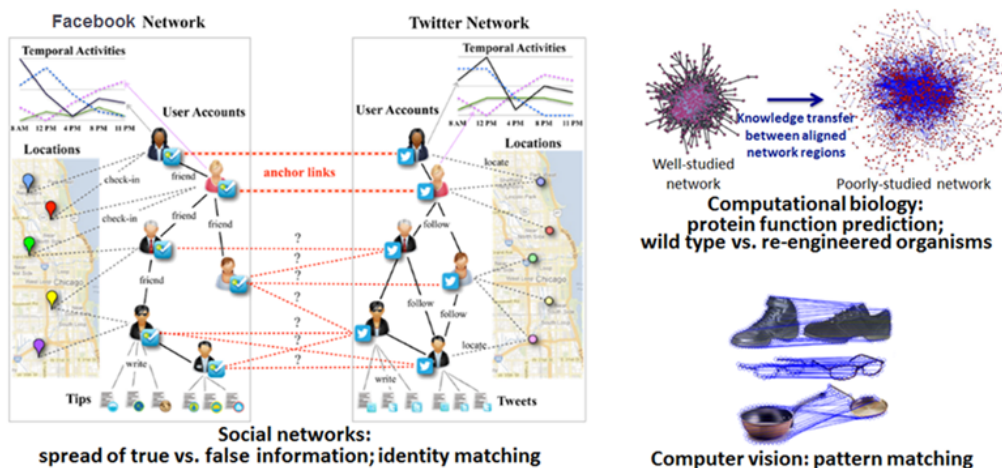 Facebook Network
Temporal Activities
8 AM 12 PM 4 PM 8 PM 11 PM
User Accounts
Locations
check-in
check-in
friend
friend
friend
friend
write
Tips
anchor links
?
?
?
?
?
?
Twitter Network
Temporal Activities
8 AM 12 PM 4 PM 8 PM 11 PM
User Accounts
Locations
locate
follow
follow
follow
locate
write
Tweets
Chicago
Chicago
Social networks:
spread of true vs. false information; identity matching
Knowledge transfer
between aligned
network regions
Well-studied
network
Poorly-studied network
Computational biology:
protein function prediction;
wild type vs. re-engineered organisms
Computer vision: pattern matching